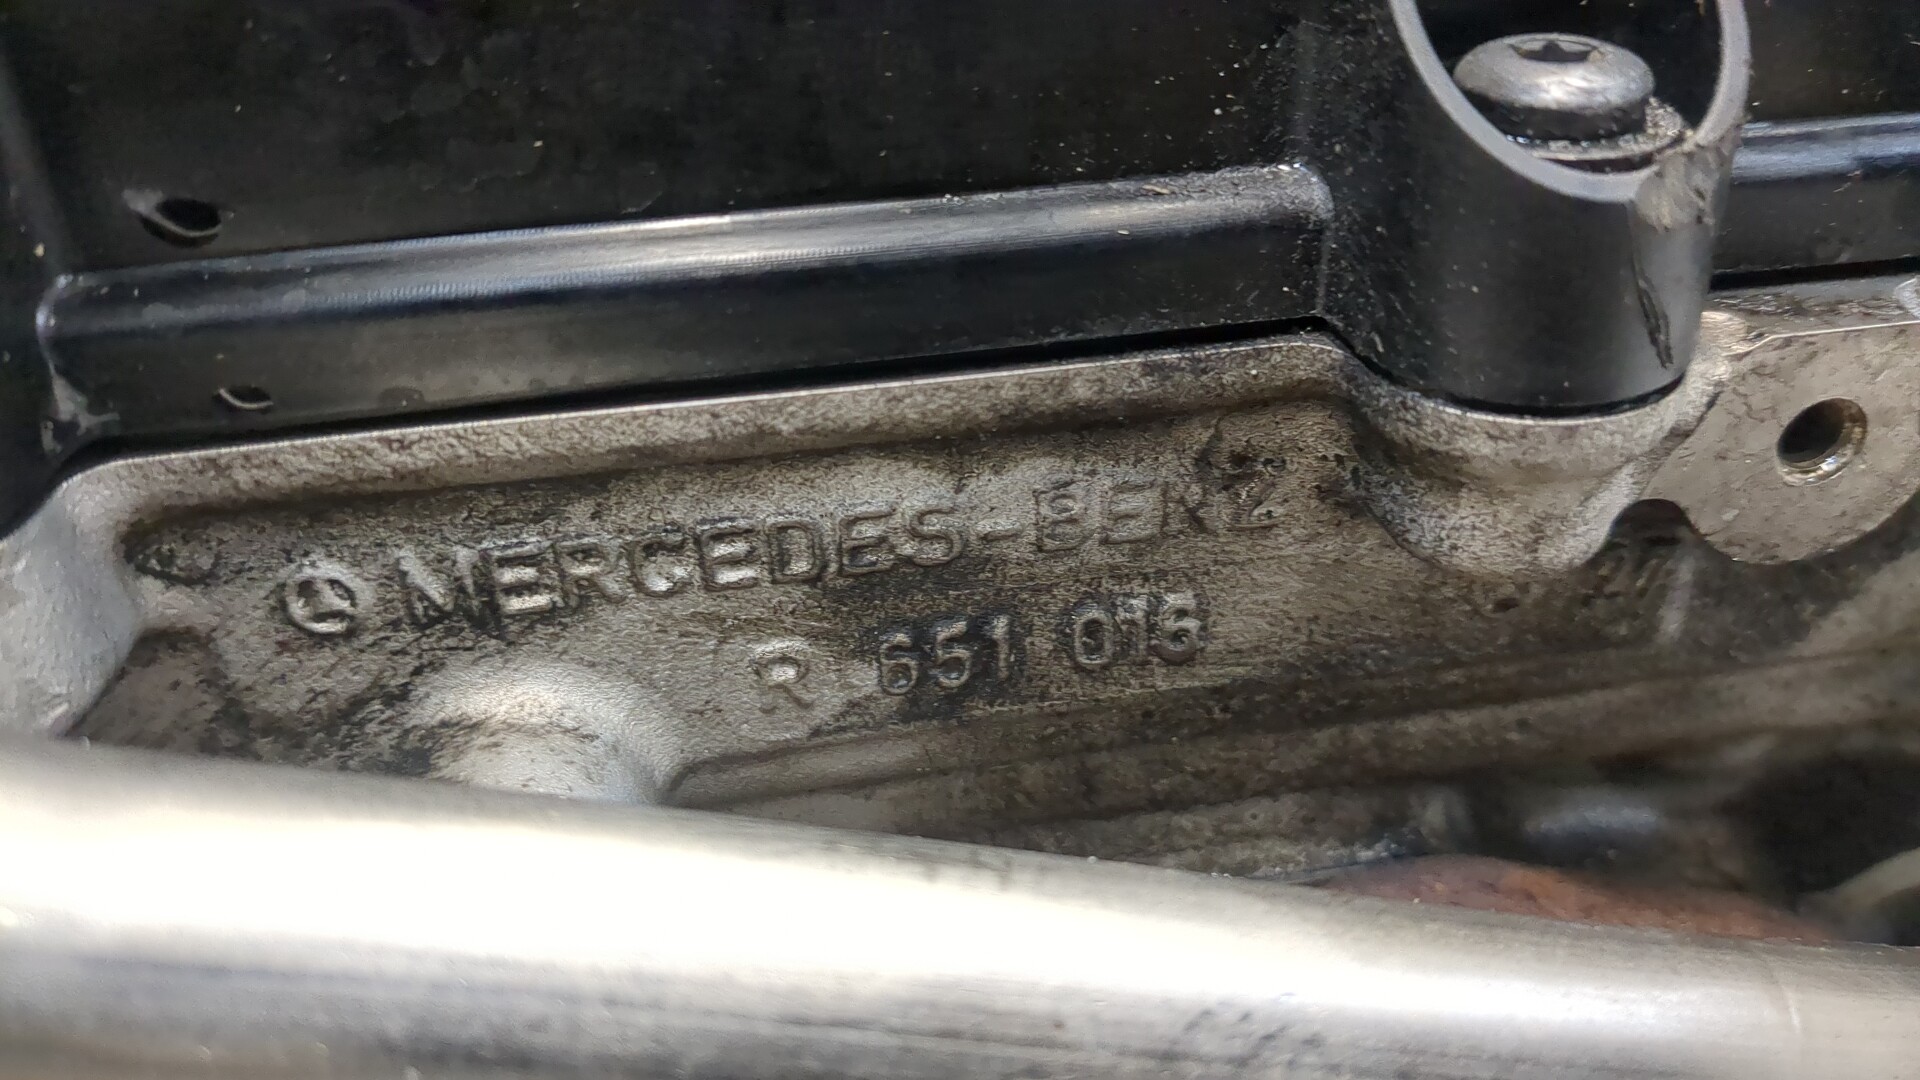 MERCEDES-BENZ
R 651 016